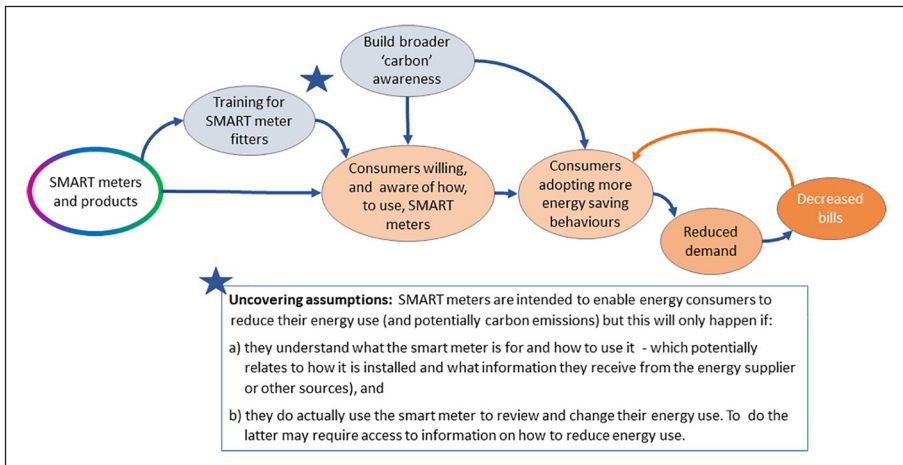 Build broader
'carbon'
awareness
Training for
SMART meter
fitters
SMART meters
and products
Consumers willing,
and aware of how,
to use, SMART
meters
Consumers
adopting more
energy saving
behaviours
Decreased
bills
Reduced
demand
Uncovering assumptions: SMART meters are intended to enable energy consumers to
reduce their energy use (and potentially carbon emissions) but this will only happen if:
a) they understand what the smart meter is for and how to use it - which potentially
relates to how it is installed and what information they receive from the energy supplier
or other sources), and
b) they do actually use the smart meter to review and change their energy use. To do the
latter may require access to information on how to reduce energy use.